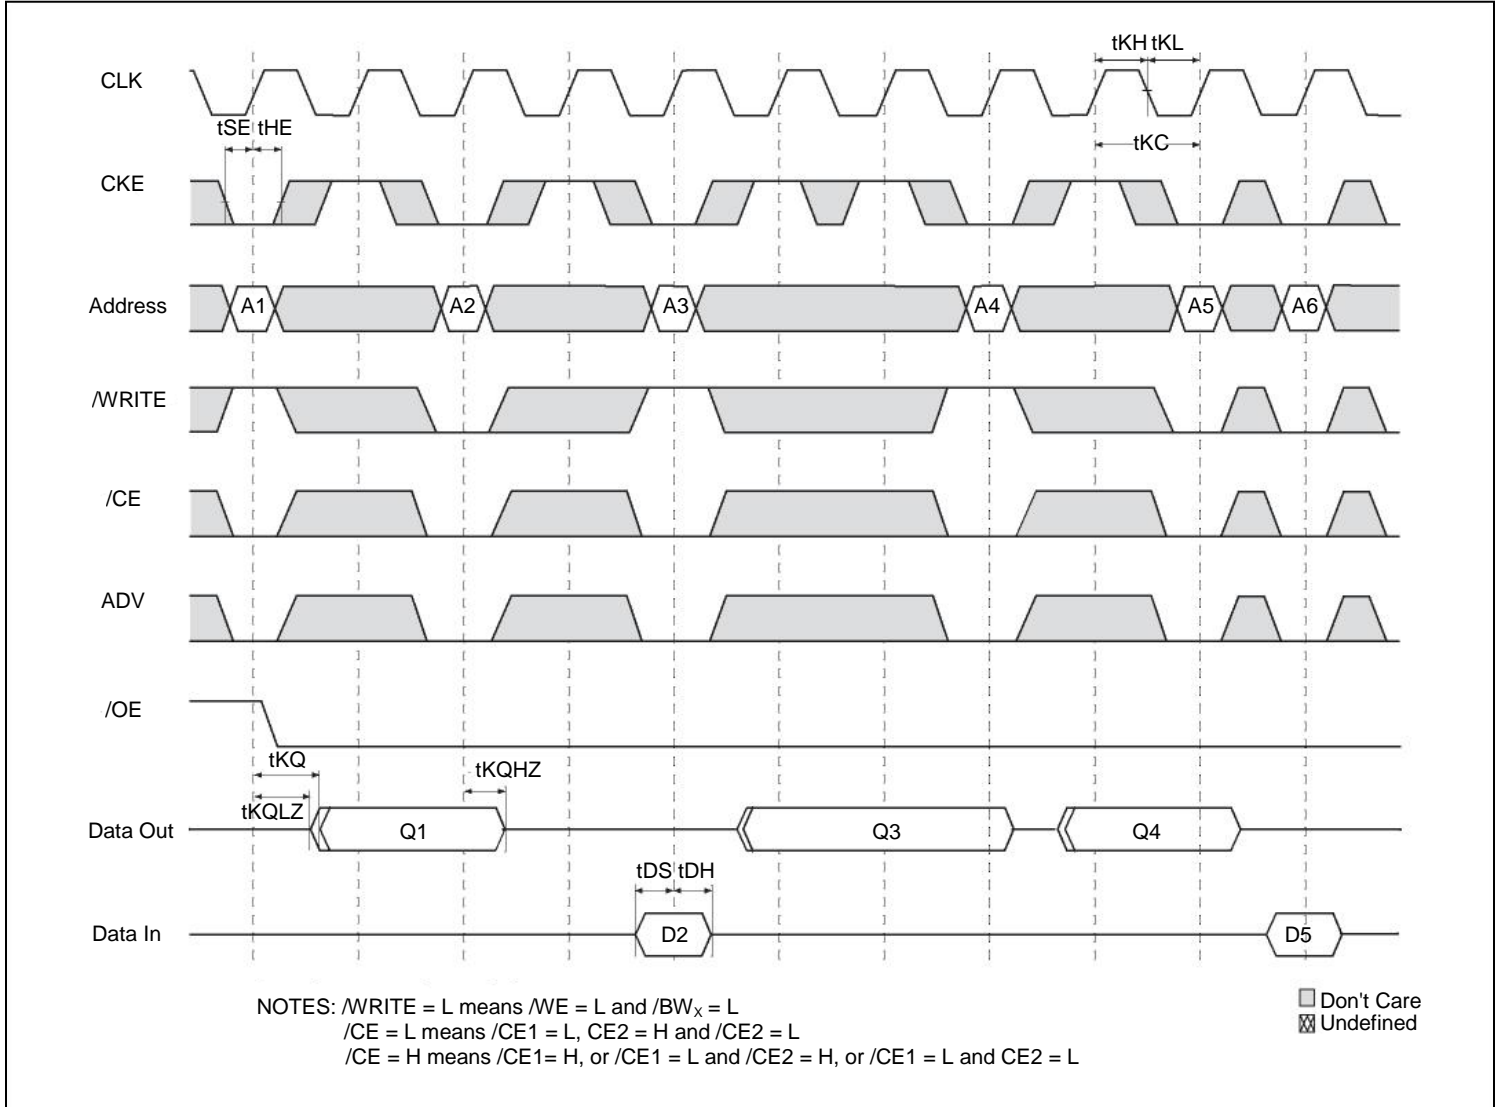 tKH tKL
CLK
tSE tHE
tKC
CKE
Address A1 A2 A3 A4 A5 A6
/WRITE
/CE
ADV
/OE
tKQ
tKQHZ
tKQLZ
Data Out Q1 Q3 Q4
tDS tDH
Data In D2 D5
NOTES: /WRITE = L means /WE = L and /BWX = L
/CE = L means /CE1 = L, CE2 = H and /CE2 = L
/CE = H means /CE1= H, or /CE1 = L and /CE2 = H, or /CE1 = L and CE2 = L
Don't Care
Undefined